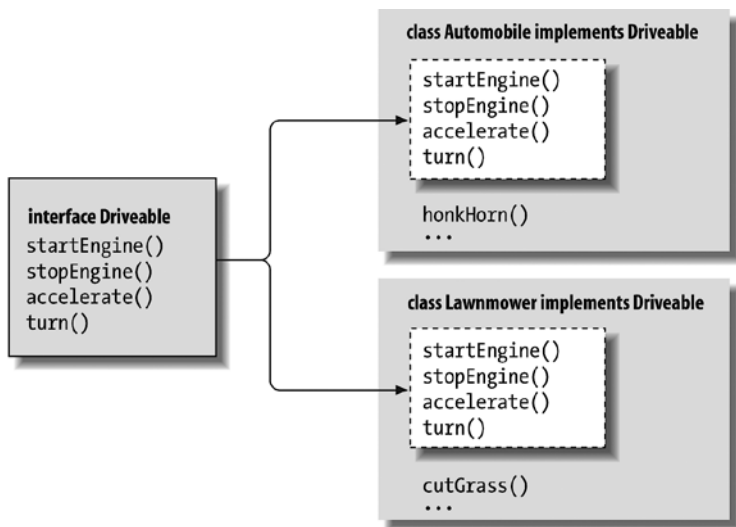 class Automobile implements Driveable
startEngine()
stopEngine()
accelerate()
turn()
honkHorn()
...
interface Driveable
startEngine()
stopEngine()
accelerate()
turn()
class Lawnmower implements Driveable
startEngine()
stopEngine()
accelerate()
turn()
cutGrass()
...